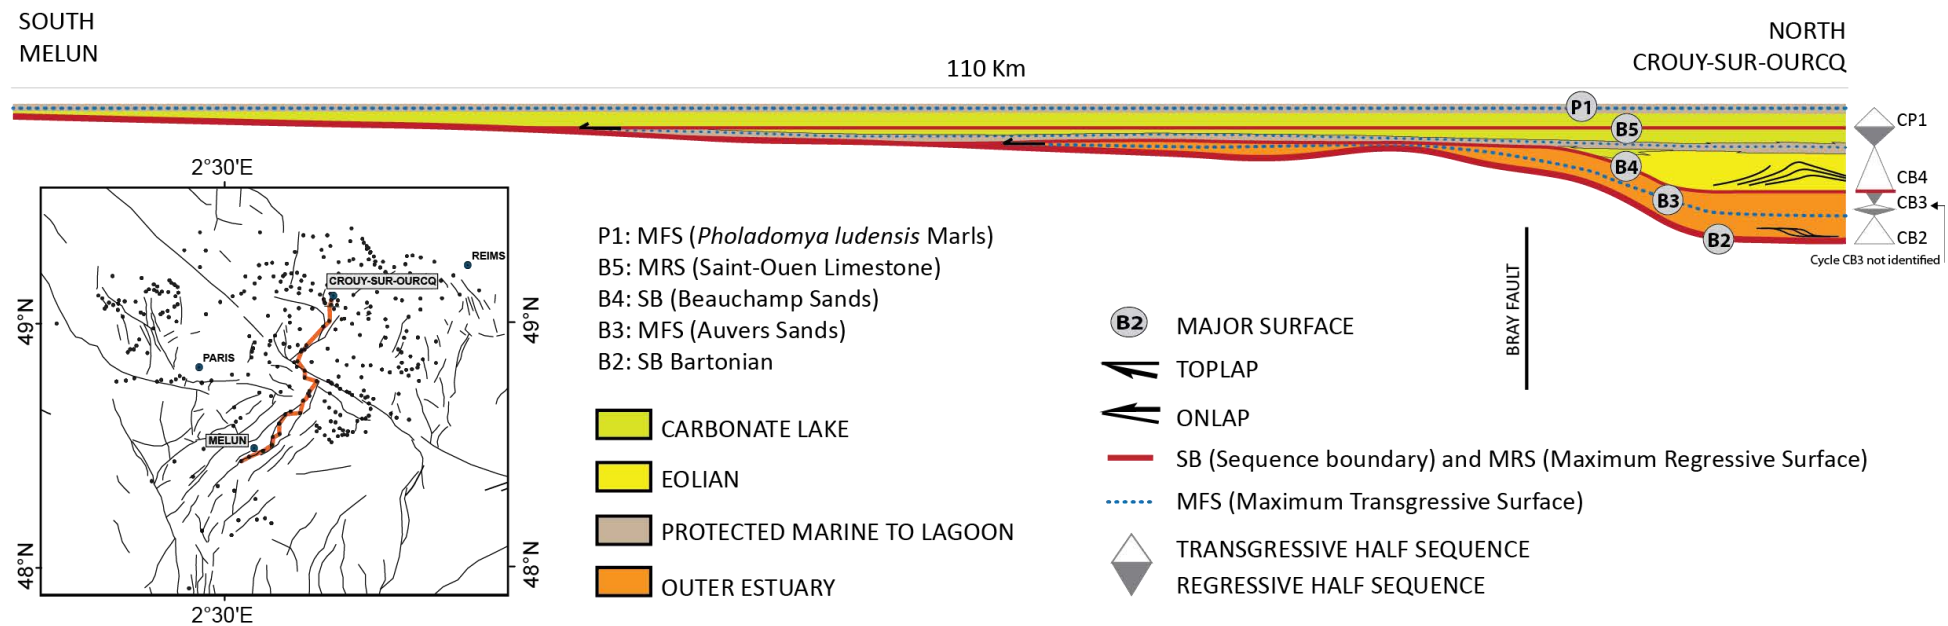 SOUTH
MELUN
110 Km
NORTH
CROUY-SUR-OURCQ
P1
B5
B4
B3
B2
CP1
CB4
CB3
CB2
Cycle CB3 not identified
2°30'E
REIMS
CROUY-SUR-OURCQ
49°N
49°N
PARIS
MELUN
48°N
48°N
2°30'E
P1: MFS (Pholadomya ludensis Marls)
B5: MRS (Saint-Ouen Limestone)
B4: SB (Beauchamp Sands)
B3: MFS (Auvers Sands)
B2: SB Bartonian
CARBONATE LAKE
EOLIAN
PROTECTED MARINE TO LAGOON
OUTER ESTUARY
BRAY FAULT
B2 MAJOR SURFACE
TOPLAP
ONLAP
SB (Sequence boundary) and MRS (Maximum Regressive Surface)
MFS (Maximum Transgressive Surface)
TRANSGRESSIVE HALF SEQUENCE
REGRESSIVE HALF SEQUENCE